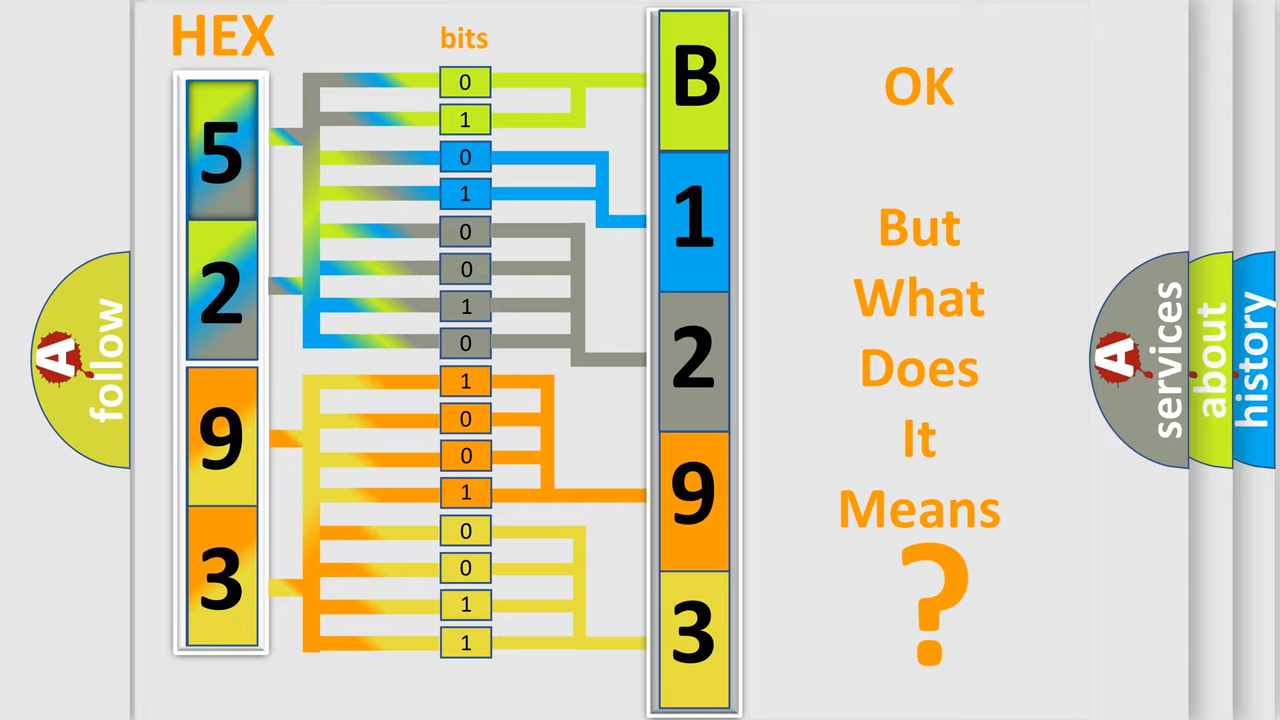 HEX
bits
5
2
9
3
0
1
0
1
0
0
1
0
1
0
0
1
0
0
1
1
B
1
2
9
3
OK
But
What
Does
It
Means
?
A
follow
A
services
about
history